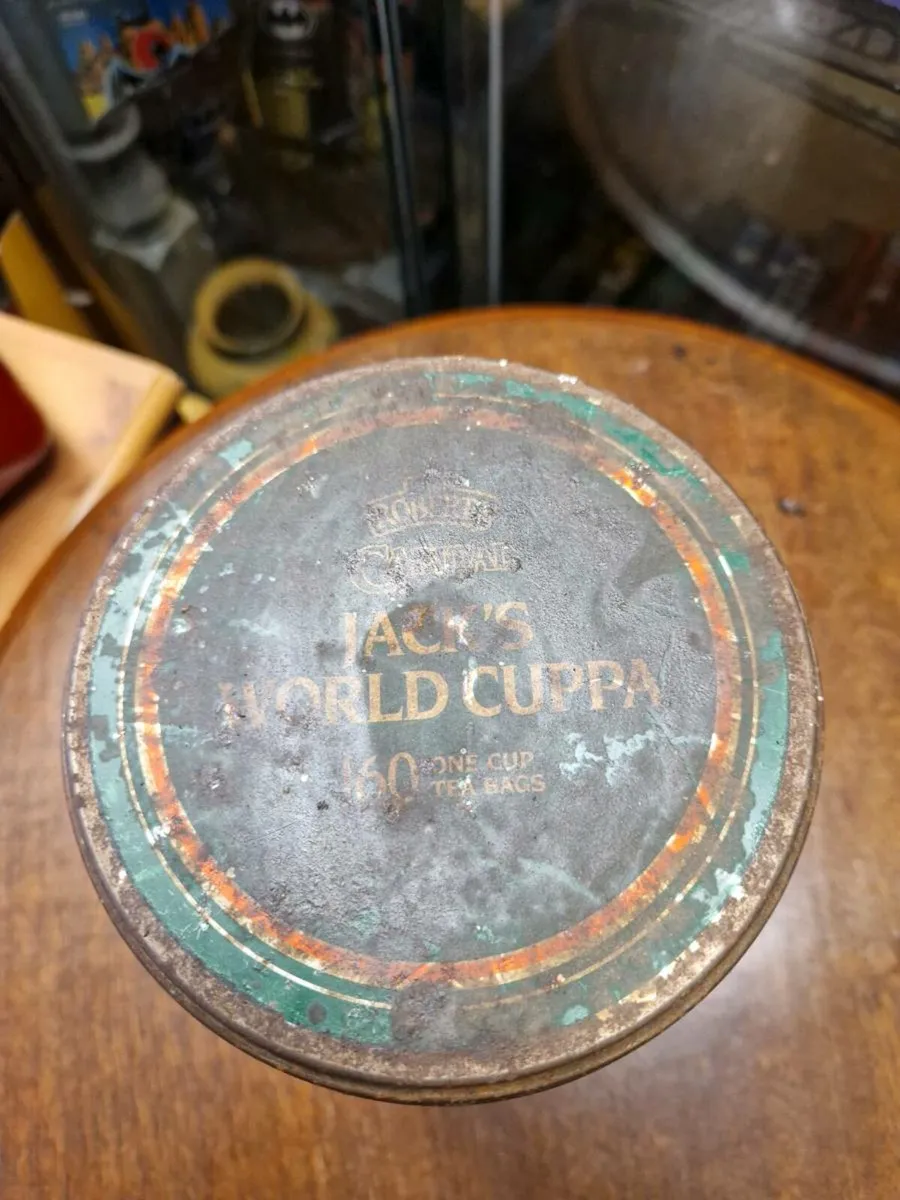 JACK'S
WORLD CUPPA
160 ONE CUP
TEA BAGS